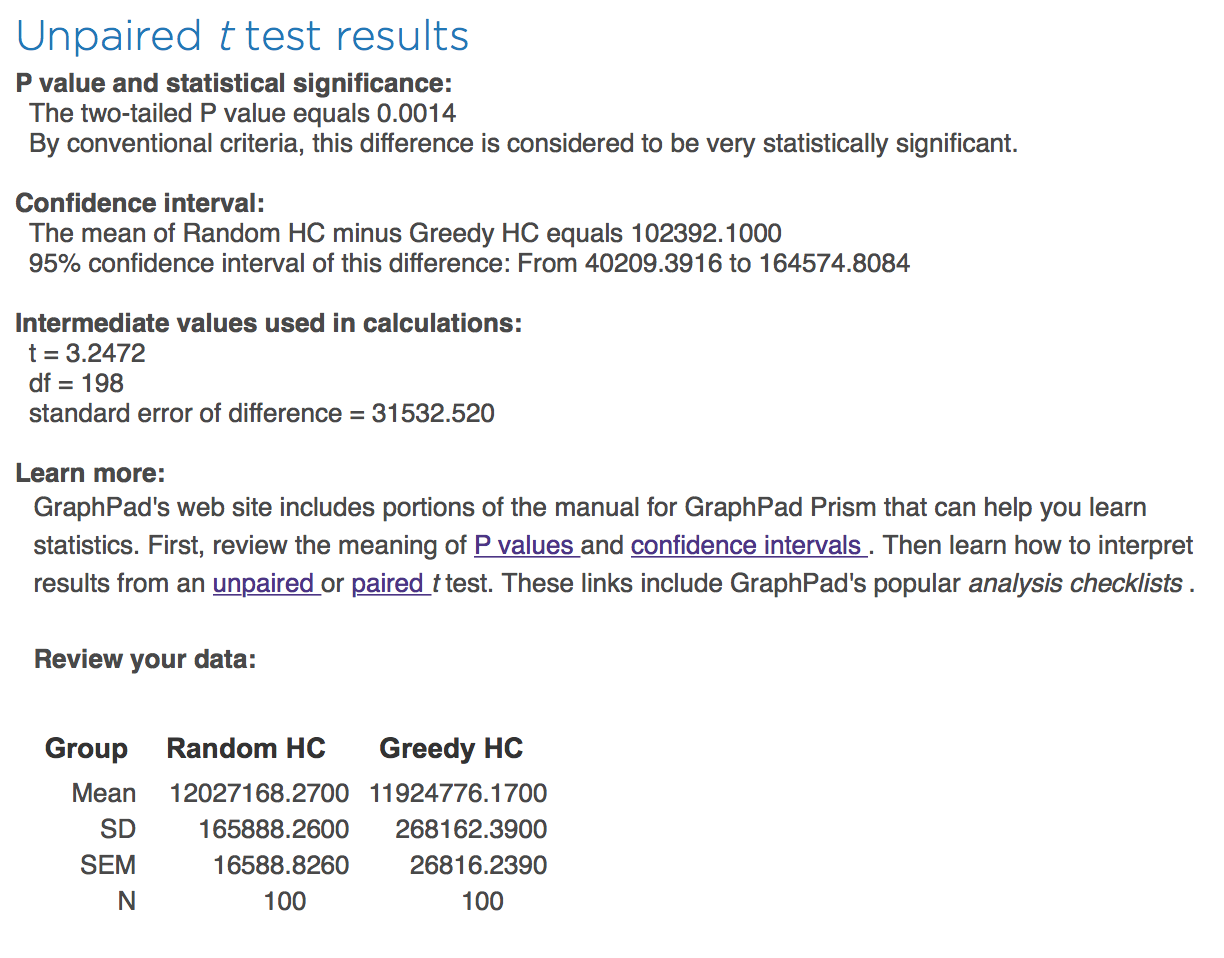 Unpaired t test results
P value and statistical significance:
The two-tailed P value equals 0.0014
By conventional criteria, this difference is considered to be very statistically significant.
Confidence interval:
The mean of Random HC minus Greedy HC equals 102392.1000
95% confidence interval of this difference: From 40209.3916 to 164574.8084
Intermediate values used in calculations:
t = 3.2472
df = 198
standard error of difference = 31532.520
Learn more:
GraphPad's web site includes portions of the manual for GraphPad Prism that can help you learn
statistics. First, review the meaning of P values and confidence intervals . Then learn how to interpret
results from an unpaired or paired t test. These links include GraphPad's popular analysis checklists .
Review your data:
Group Random HC Greedy HC
Mean 12027168.2700 11924776.1700
SD 165888.2600 268162.3900
SEM 16588.8260 26816.2390
N 100 100